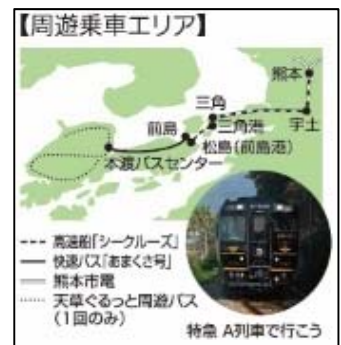 【周遊乗車エリア】
熊本
三角
三角港
宇土
前島
松島(前島港)
本渡バスセンター
高速船「シークルーズ」
快速バス「あまくさ号」
熊本市電
天草ぐるっと周遊バス
(1回のみ)
特急 A列車で行こう